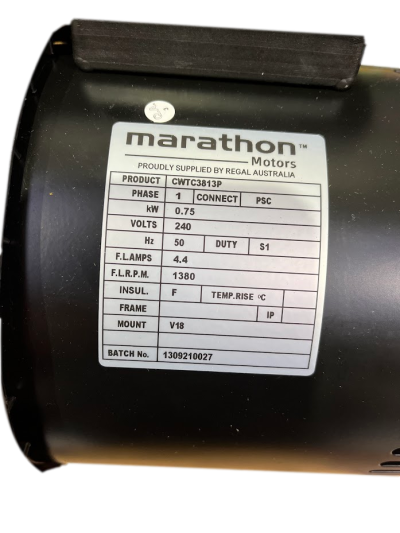 marathon™
Motors
PROUDLY SUPPLIED BY REGAL AUSTRALIA
PRODUCT CWTC3813P
PHASE 1 CONNECT PSC
kW 0.75
VOLTS 240
Hz 50 DUTY S1
F.L.AMPS 4.4
F.L.R.P.M. 1380
INSUL. F TEMP.RISE °C
FRAME IP
MOUNT V18
BATCH No. 1309210027